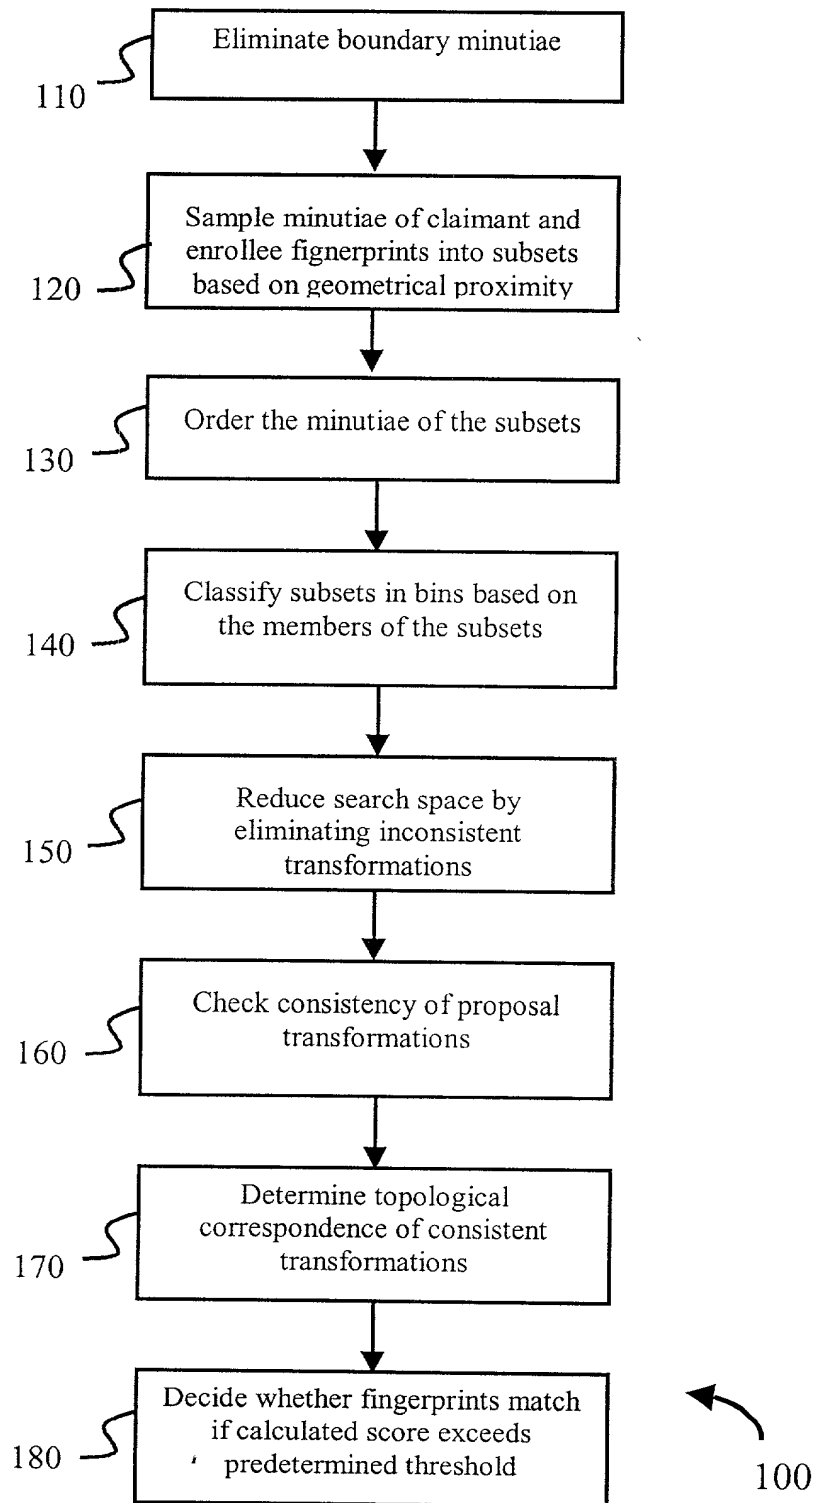 Eliminate boundary minutiae
110
Sample minutiae of claimant and
enrollee fignerprints into subsets
based on geometrical proximity
120
Order the minutiae of the subsets
130
Classify subsets in bins based on
the members of the subsets
140
Reduce search space by
eliminating inconsistent
transformations
150
Check consistency of proposal
transformations
160
Determine topological
correspondence of consistent
transformations
170
Decide whether fingerprints match
if calculated score exceeds
predetermined threshold
180
100